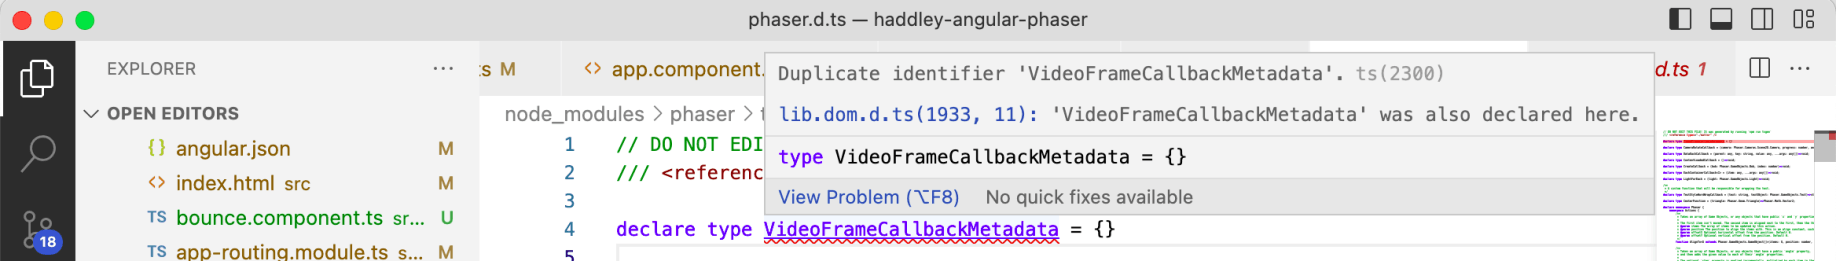 phaser.d.ts — haddley-angular-phaser
EXPLORER
OPEN EDITORS
angular.json M
index.html src M
TS bounce.component.ts sr... U
TS app-routing.module.ts sr... M
18
ts M
<> app.component.
d.ts 1
node_modules > phaser > t
Duplicate identifier 'VideoFrameCallbackMetadata'. ts(2300)
lib.dom.d.ts(1933, 11): 'VideoFrameCallbackMetadata' was also declared here.
type VideoFrameCallbackMetadata = {}
View Problem (⌥F8) No quick fixes available
1 // DO NOT EDI
2 /// <referenc
3
4 declare type VideoFrameCallbackMetadata = {}
5